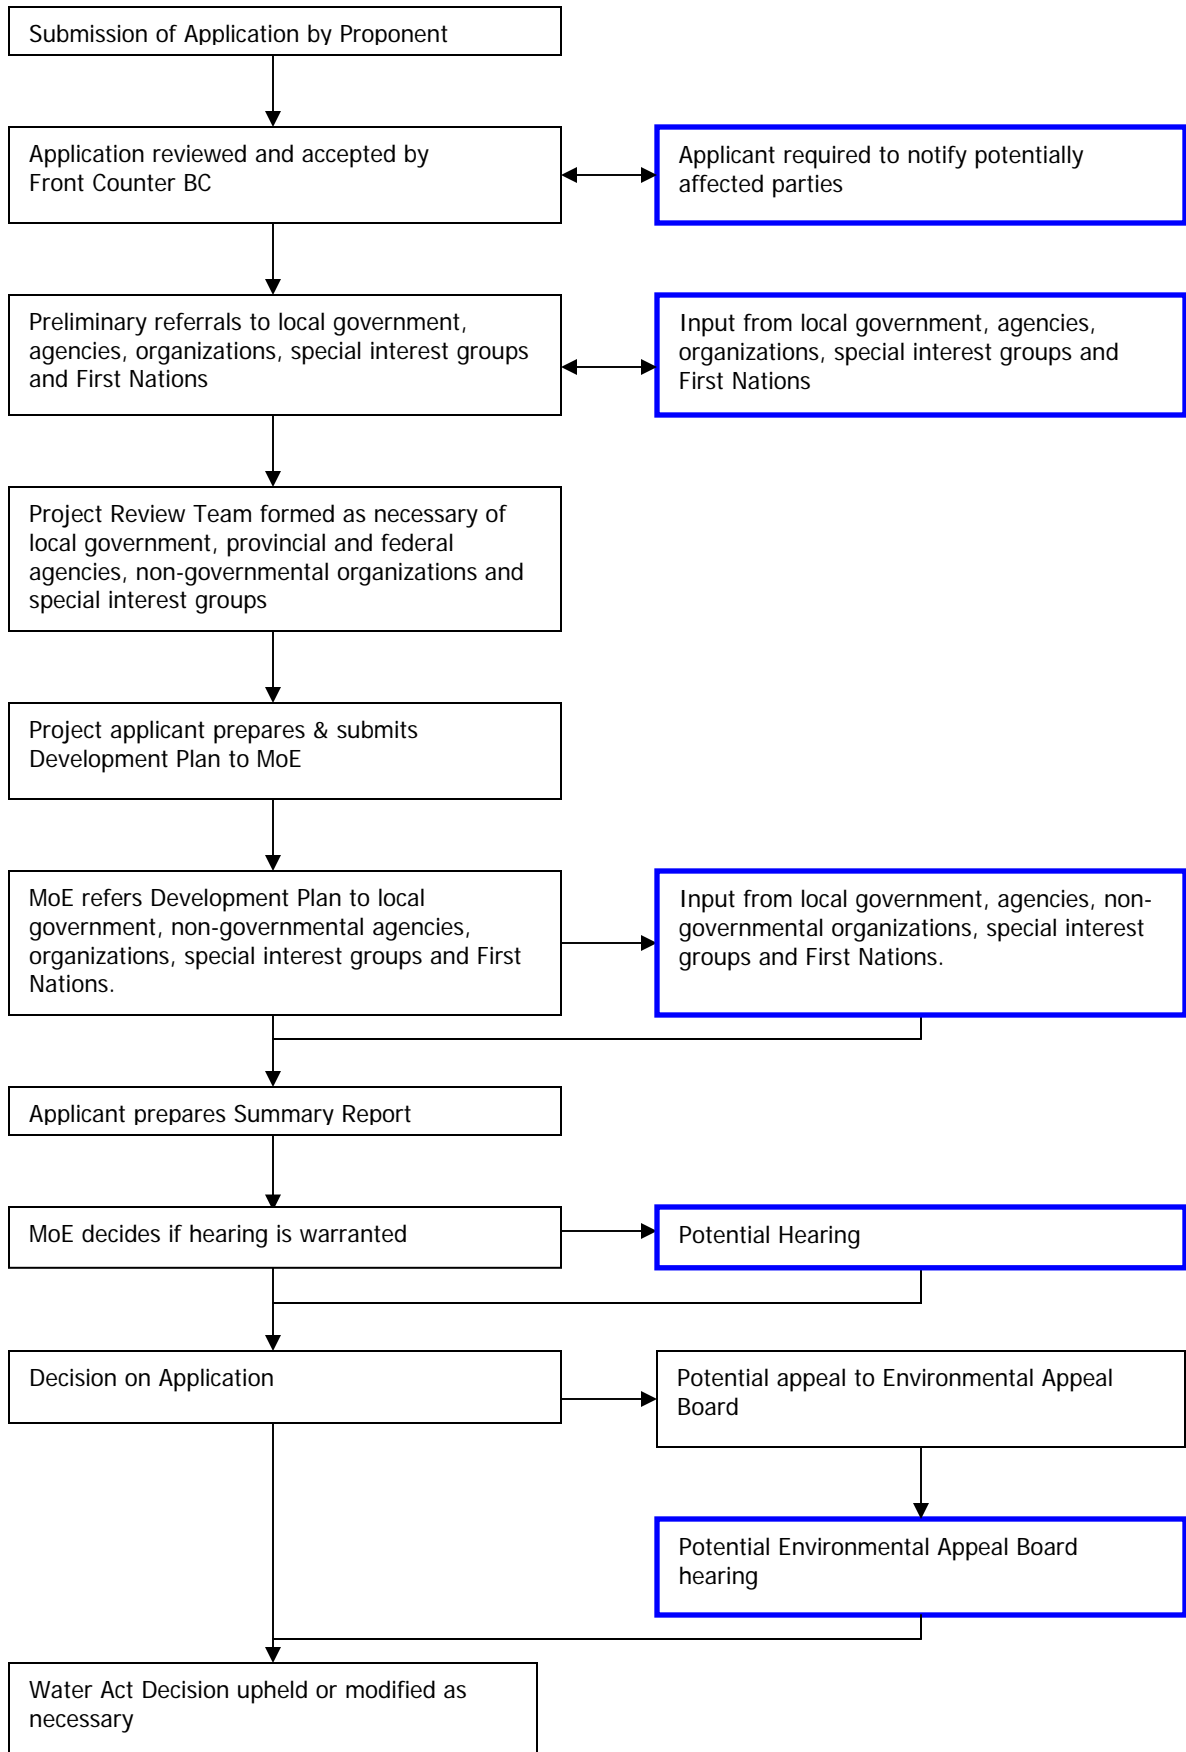 Submission of Application by Proponent
Application reviewed and accepted by
Front Counter BC
Applicant required to notify potentially
affected parties
Preliminary referrals to local government,
agencies, organizations, special interest groups
and First Nations
Input from local government, agencies,
organizations, special interest groups and
First Nations
Project Review Team formed as necessary of
local government, provincial and federal
agencies, non-governmental organizations and
special interest groups
Project applicant prepares & submits
Development Plan to MoE
MoE refers Development Plan to local
government, non-governmental agencies,
organizations, special interest groups and First
Nations.
Input from local government, agencies, non-
governmental organizations, special interest
groups and First Nations.
Applicant prepares Summary Report
MoE decides if hearing is warranted
Potential Hearing
Decision on Application
Potential appeal to Environmental Appeal
Board
Potential Environmental Appeal Board
hearing
Water Act Decision upheld or modified as
necessary